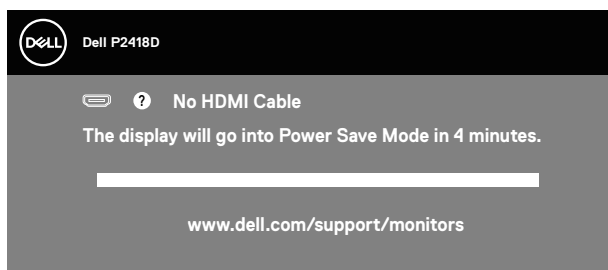 DELL
Dell P2418D
? No HDMI Cable
The display will go into Power Save Mode in 4 minutes.
www.dell.com/support/monitors